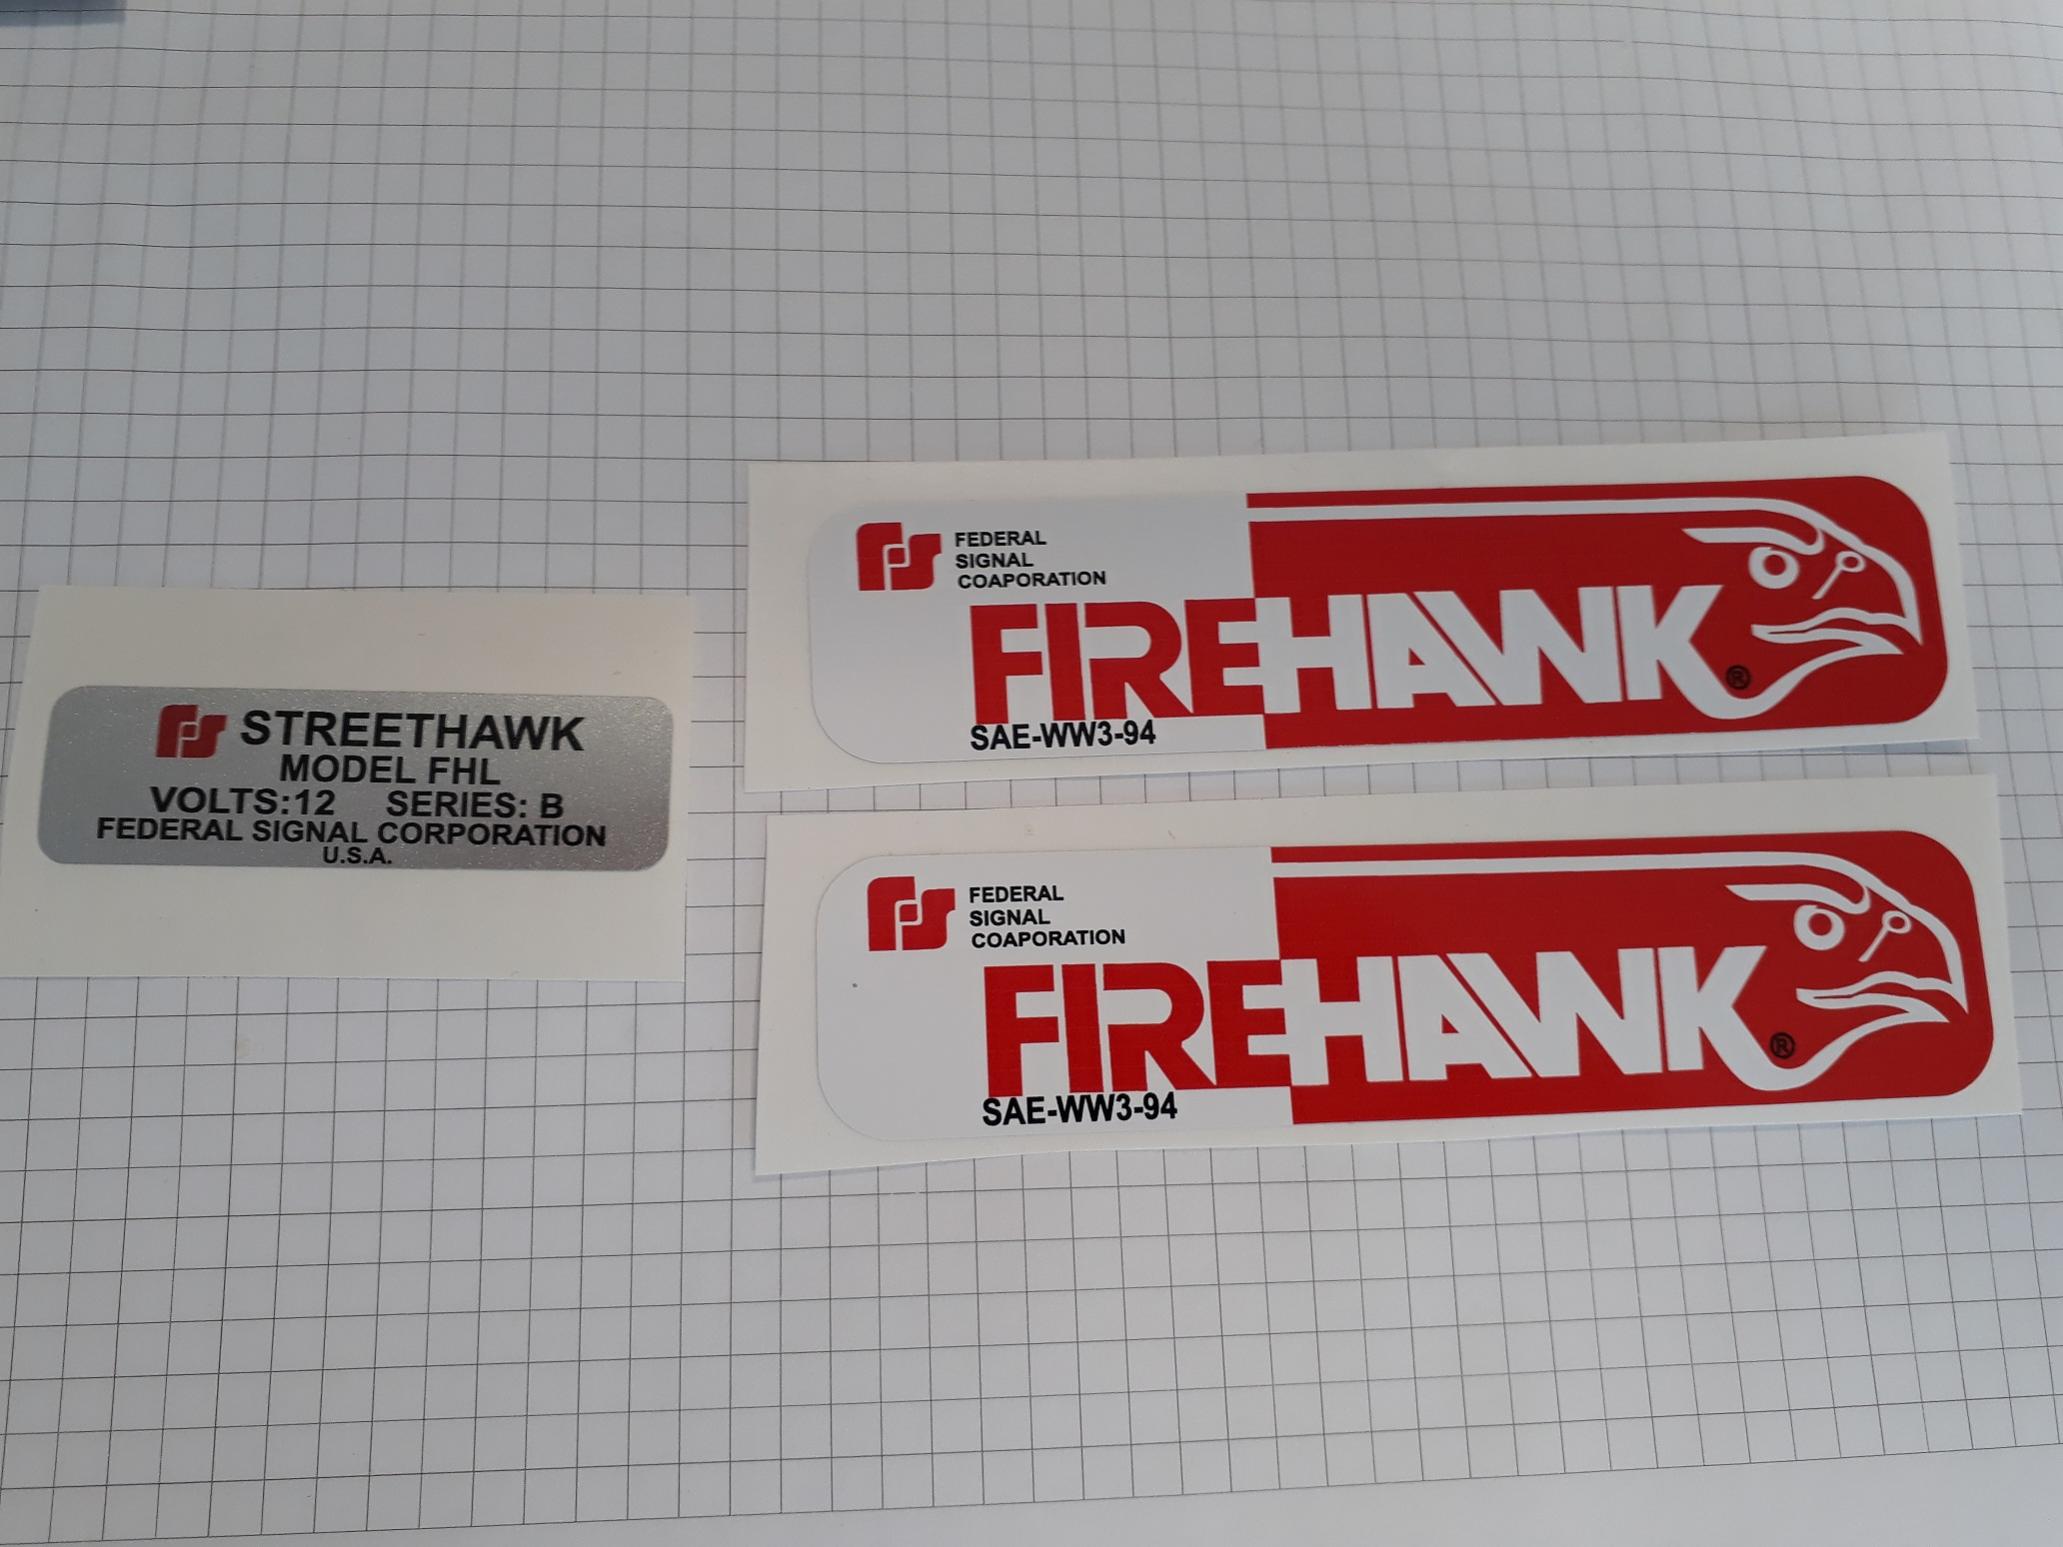 STREETHAWK
MODEL FHL
VOLTS:12 SERIES: B
FEDERAL SIGNAL CORPORATION
U.S.A.
FEDERAL
SIGNAL
COAPORATION
FIREHAWK®
SAE-WW3-94
FEDERAL
SIGNAL
COAPORATION
FIREHAWK®
SAE-WW3-94